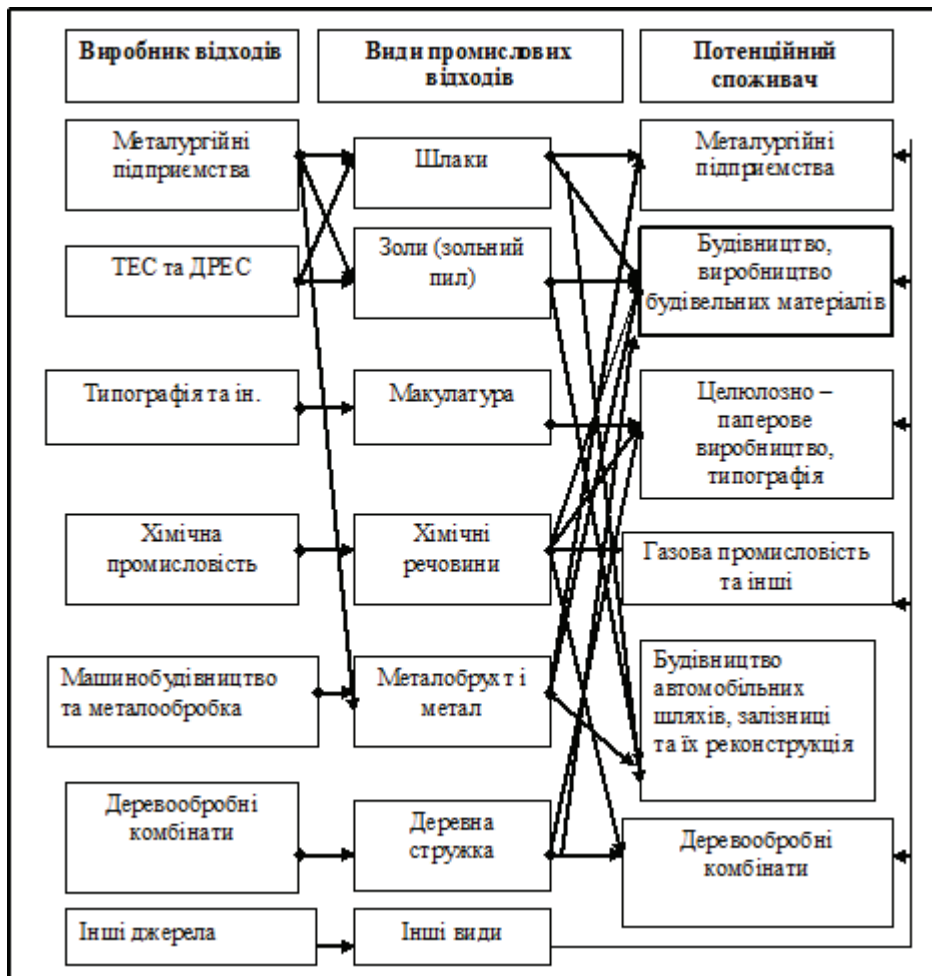 Виробник відходів
Види промислових
відходів
Потенційний
споживач
Металургійні
підприємства
Шлаки
Металургійні
підприємства
ТЕС та ДРЕС
Золи (зольний
пил)
Будівництво,
виробництво
будівельних матеріалів
Типографія та ін.
Макулатура
Целюлозно –
паперове
виробництво,
типографія
Хімічна
промисловість
Хімічні
речовини
Газова промисловість
та інші
Машинобудівництво
та металообробка
Металобрухт і
метал
Будівництво
автомобільних
шляхів, залізниці
та їх реконструкція
Деревообробні
комбінати
Деревна
стружка
Деревообробні
комбінати
Інші джерела
Інші види